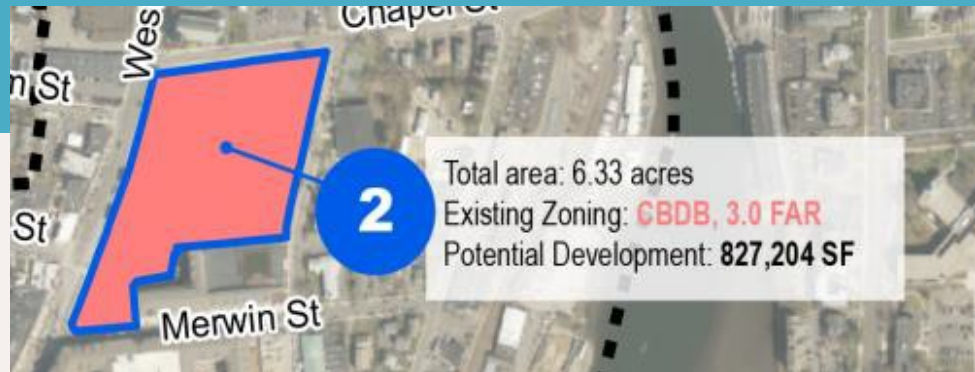 Chapel St
Wes
n St
St
2
Total area: 6.33 acres
Existing Zoning: CBDB, 3.0 FAR
Potential Development: 827,204 SF
Merwin St